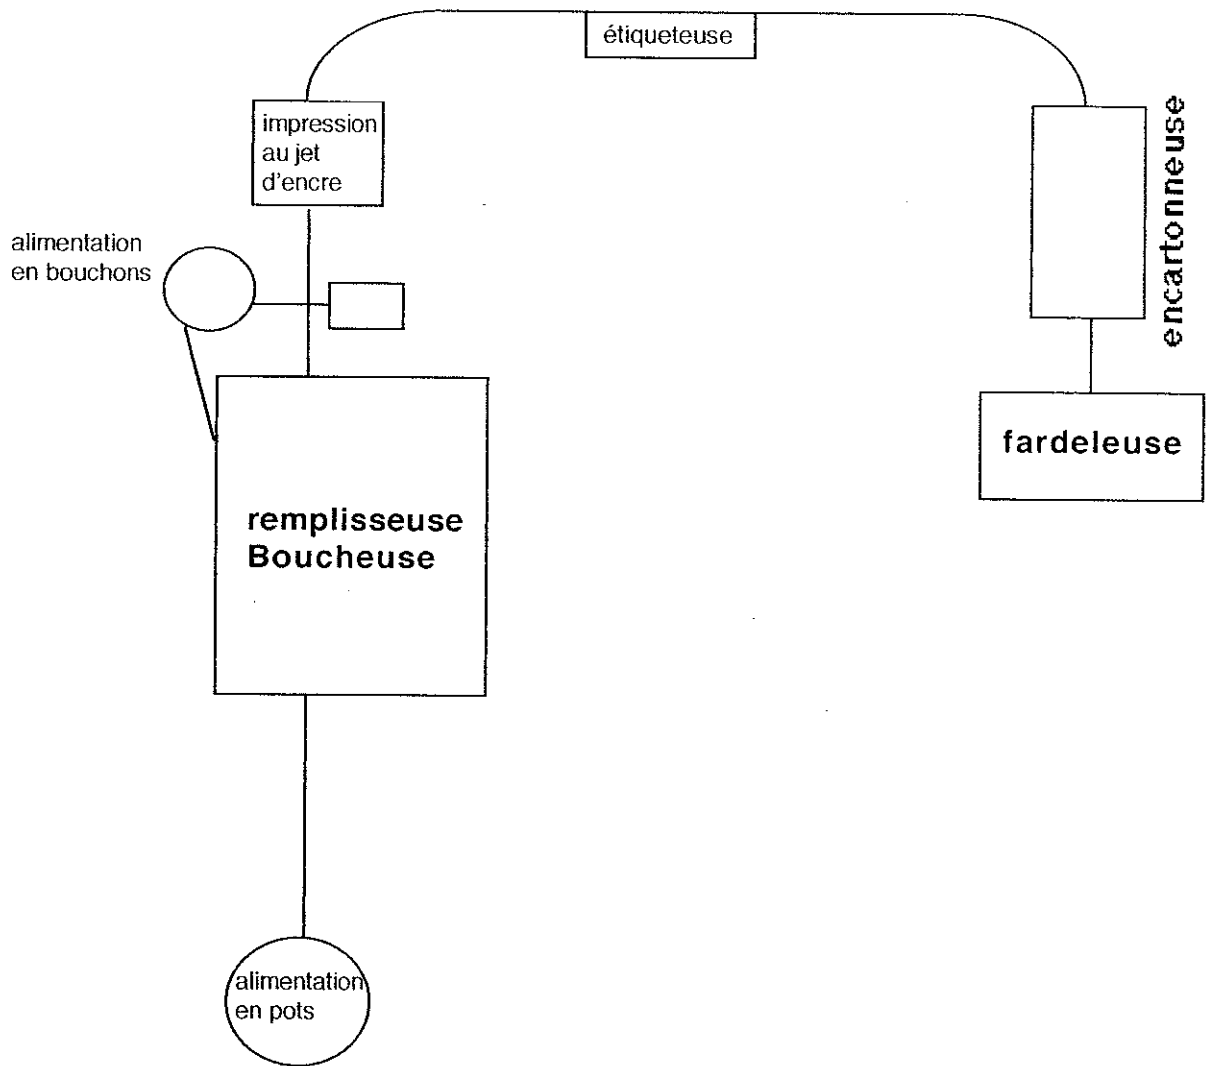 étiqueteuse
impression
au jet
d'encre
encartonneuse
alimentation
en bouchons
fardeleuse
remplisseuse
Boucheuse
alimentation
en pots